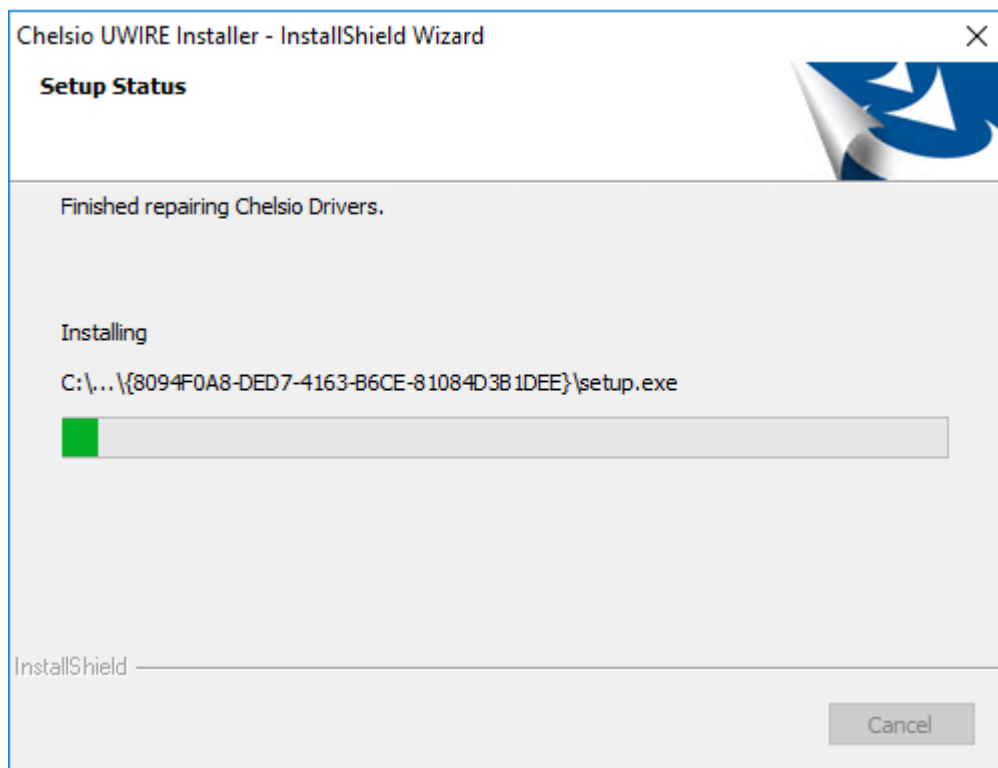 Chelsio UWIRE Installer - InstallShield Wizard
Setup Status
Finished repairing Chelsio Drivers.
Installing
C:\...\{8094F0A8-DED7-4163-B6CE-81084D3B1DEE}\setup.exe
InstallShield
Cancel